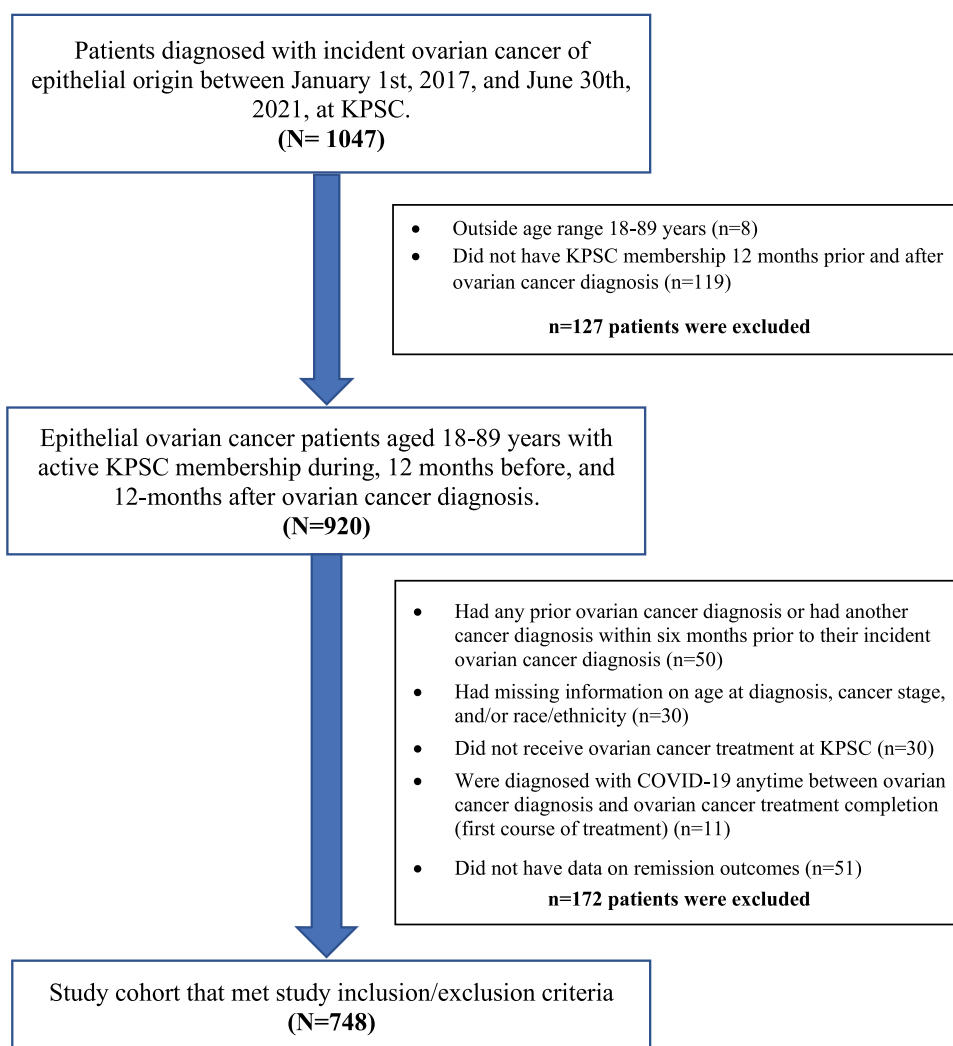 Patients diagnosed with incident ovarian cancer of
epithelial origin between January 1st, 2017, and June 30th,
2021, at KPSC.
(N= 1047)
• Outside age range 18-89 years (n=8)
• Did not have KPSC membership 12 months prior and after
ovarian cancer diagnosis (n=119)
n=127 patients were excluded
Epithelial ovarian cancer patients aged 18-89 years with
active KPSC membership during, 12 months before, and
12-months after ovarian cancer diagnosis.
(N=920)
• Had any prior ovarian cancer diagnosis or had another
cancer diagnosis within six months prior to their incident
ovarian cancer diagnosis (n=50)
• Had missing information on age at diagnosis, cancer stage,
and/or race/ethnicity (n=30)
• Did not receive ovarian cancer treatment at KPSC (n=30)
• Were diagnosed with COVID-19 anytime between ovarian
cancer diagnosis and ovarian cancer treatment completion
(first course of treatment) (n=11)
• Did not have data on remission outcomes (n=51)
n=172 patients were excluded
Study cohort that met study inclusion/exclusion criteria
(N=748)